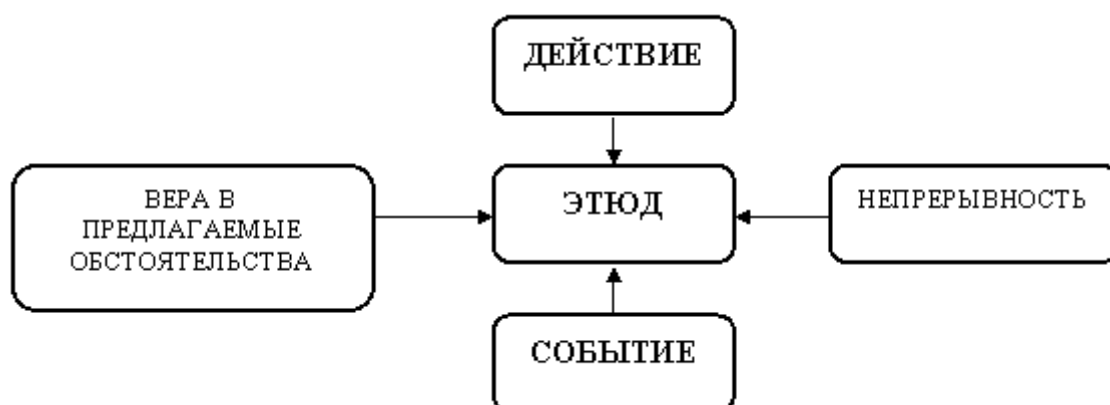 ДЕЙСТВИЕ
ВЕРА В
ПРЕДЛАГАЕМЫЕ
ОБСТОЯТЕЛЬСТВА
ЭТЮД
НЕПРЕРЫВНОСТЬ
СОБЫТИЕ